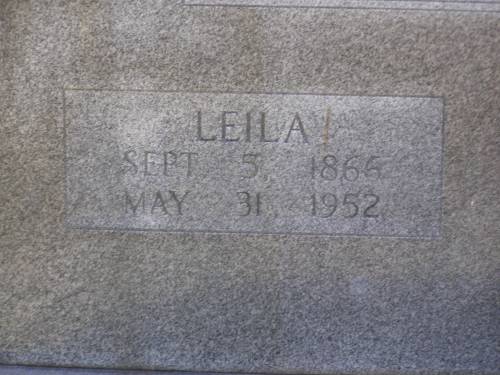 LEILA
SEPT 5, 1866
MAY 31, 1952